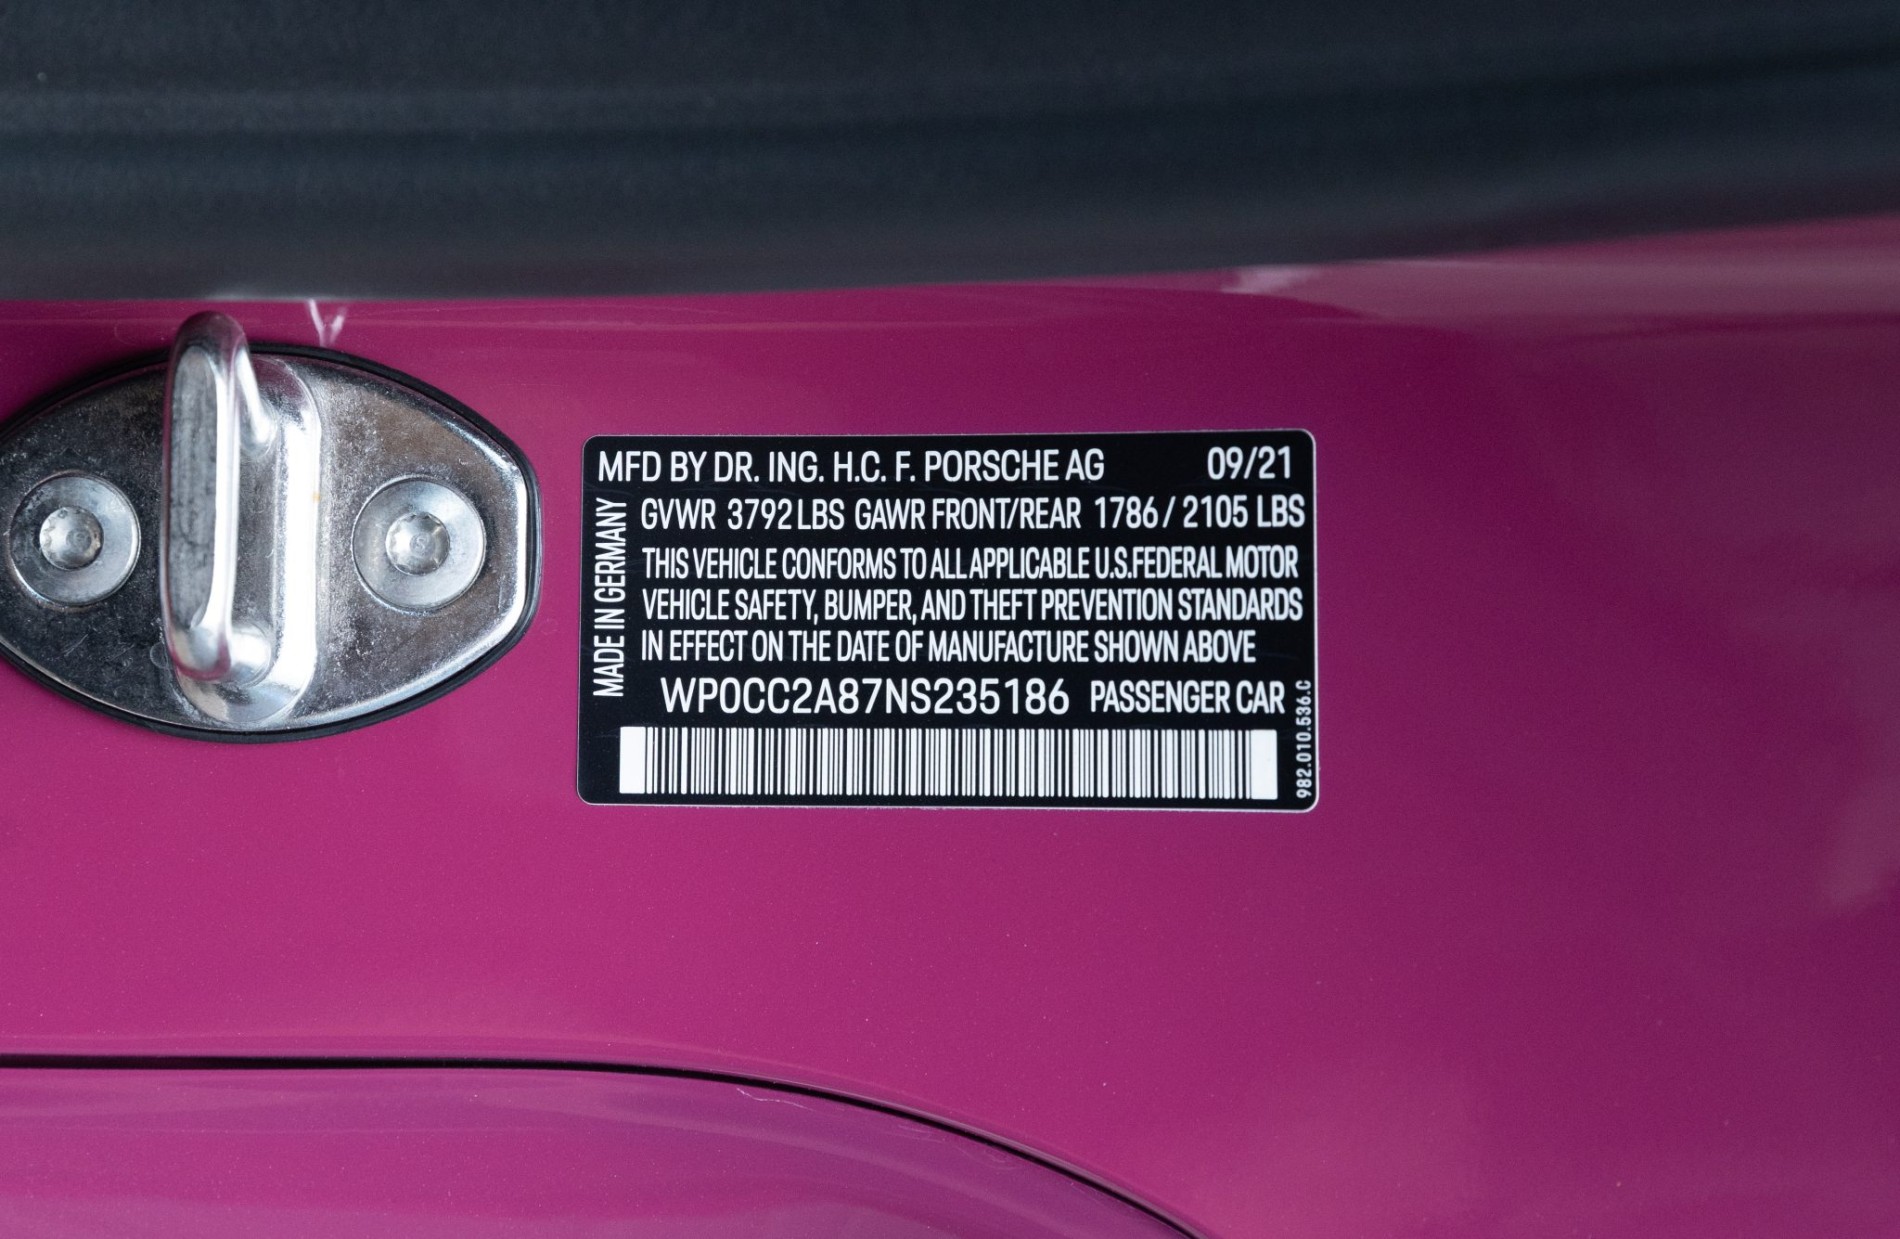 MFD BY DR. ING. H.C. F. PORSCHE AG 09/21
GVWR 3792 LBS GAWR FRONT/REAR 1786 / 2105 LBS
THIS VEHICLE CONFORMS TO ALL APPLICABLE U.S.FEDERAL MOTOR
VEHICLE SAFETY, BUMPER, AND THEFT PREVENTION STANDARDS
IN EFFECT ON THE DATE OF MANUFACTURE SHOWN ABOVE
WP0CC2A87NS235186 PASSENGER CAR
MADE IN GERMANY
982.010.536.C